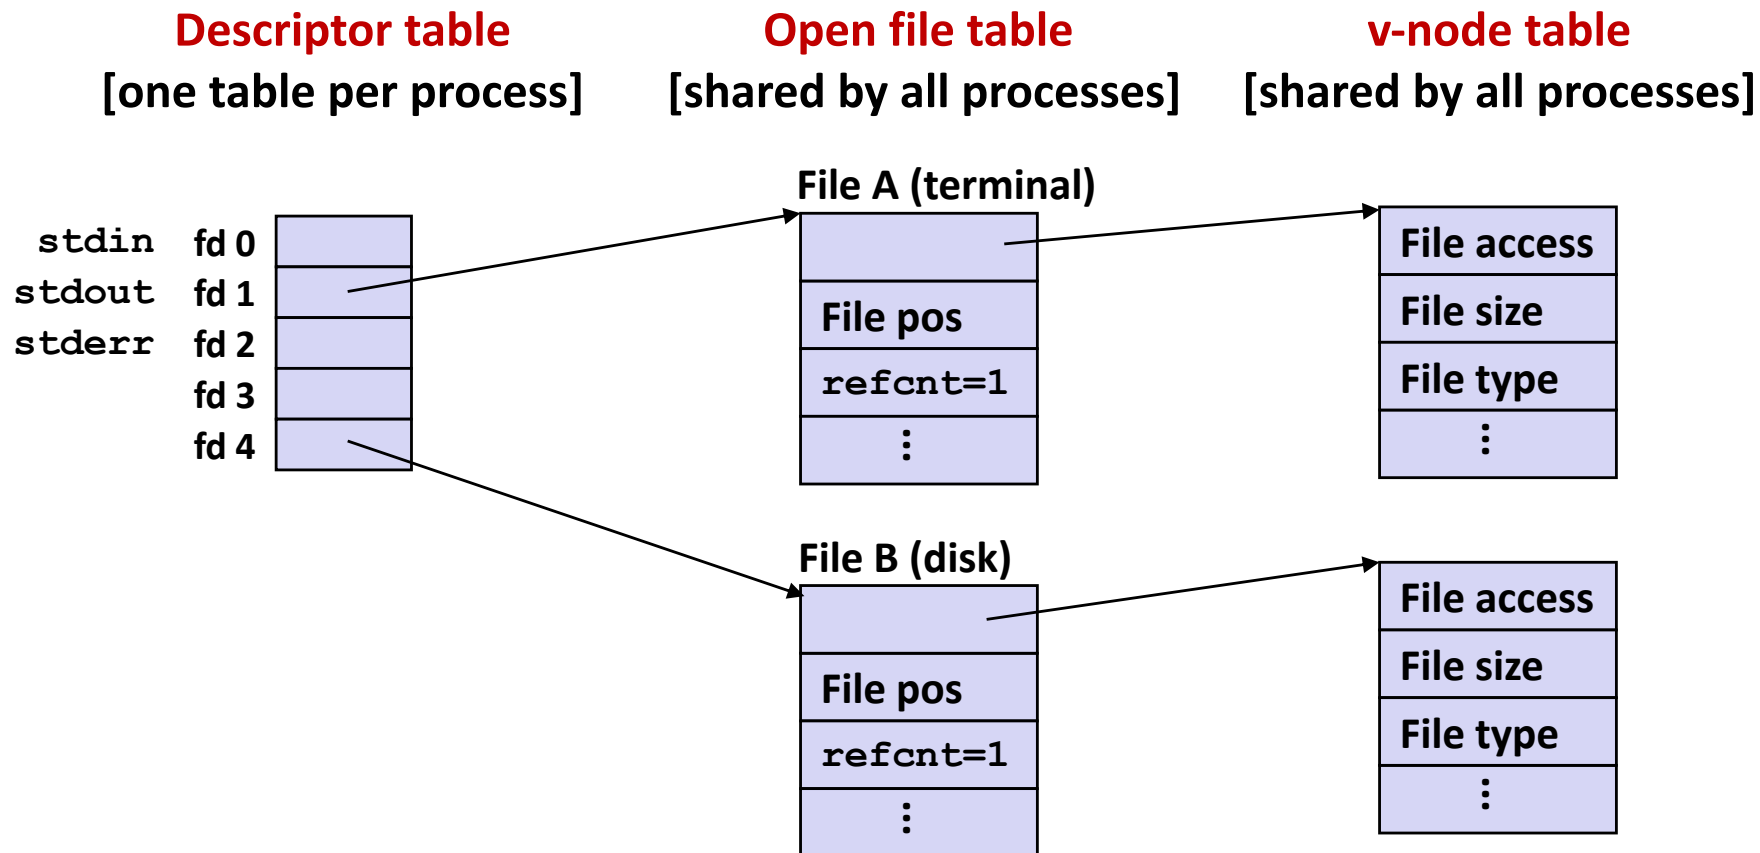 Descriptor table
[one table per process]
Open file table
[shared by all processes]
v-node table
[shared by all processes]
stdin fd 0
stdout fd 1
stderr fd 2
fd 3
fd 4
File A (terminal)
File pos
refcnt=1
⋮
File access
File size
File type
⋮
File B (disk)
File pos
refcnt=1
⋮
File access
File size
File type
⋮